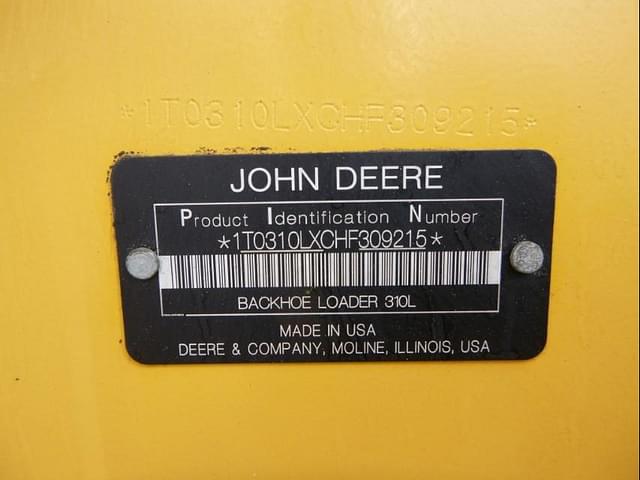 *1T0310LXCHF309215*
JOHN DEERE
Product Identification Number
*1T0310LXCHF309215*
BACKHOE LOADER 310L
MADE IN USA
DEERE & COMPANY, MOLINE, ILLINOIS, USA